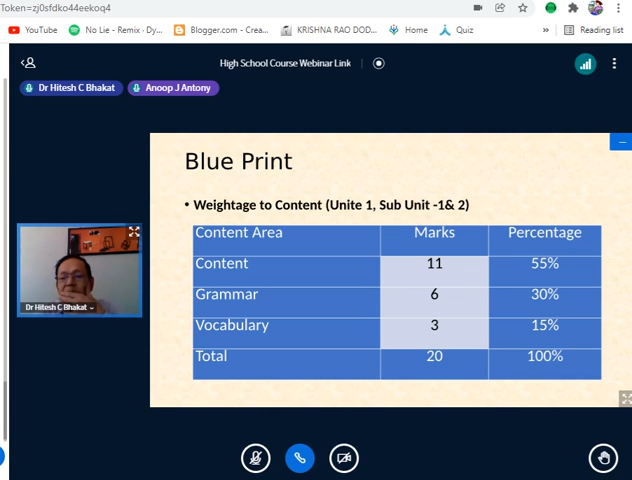 Token=zj0sfdko44eekoq4
YouTube
No Lie - Remix · Dy...
Blogger.com - Crea...
KRISHNA RAO DOD...
Home
Quiz
»
Reading list
High School Course Webinar Link
Dr Hitesh C Bhakat
Anoop J Antony
Blue Print
• Weightage to Content (Unite 1, Sub Unit -1& 2)
Content Area Marks Percentage
Content 11 55%
Grammar 6 30%
Vocabulary 3 15%
Total 20 100%
Dr Hitesh C Bhakat